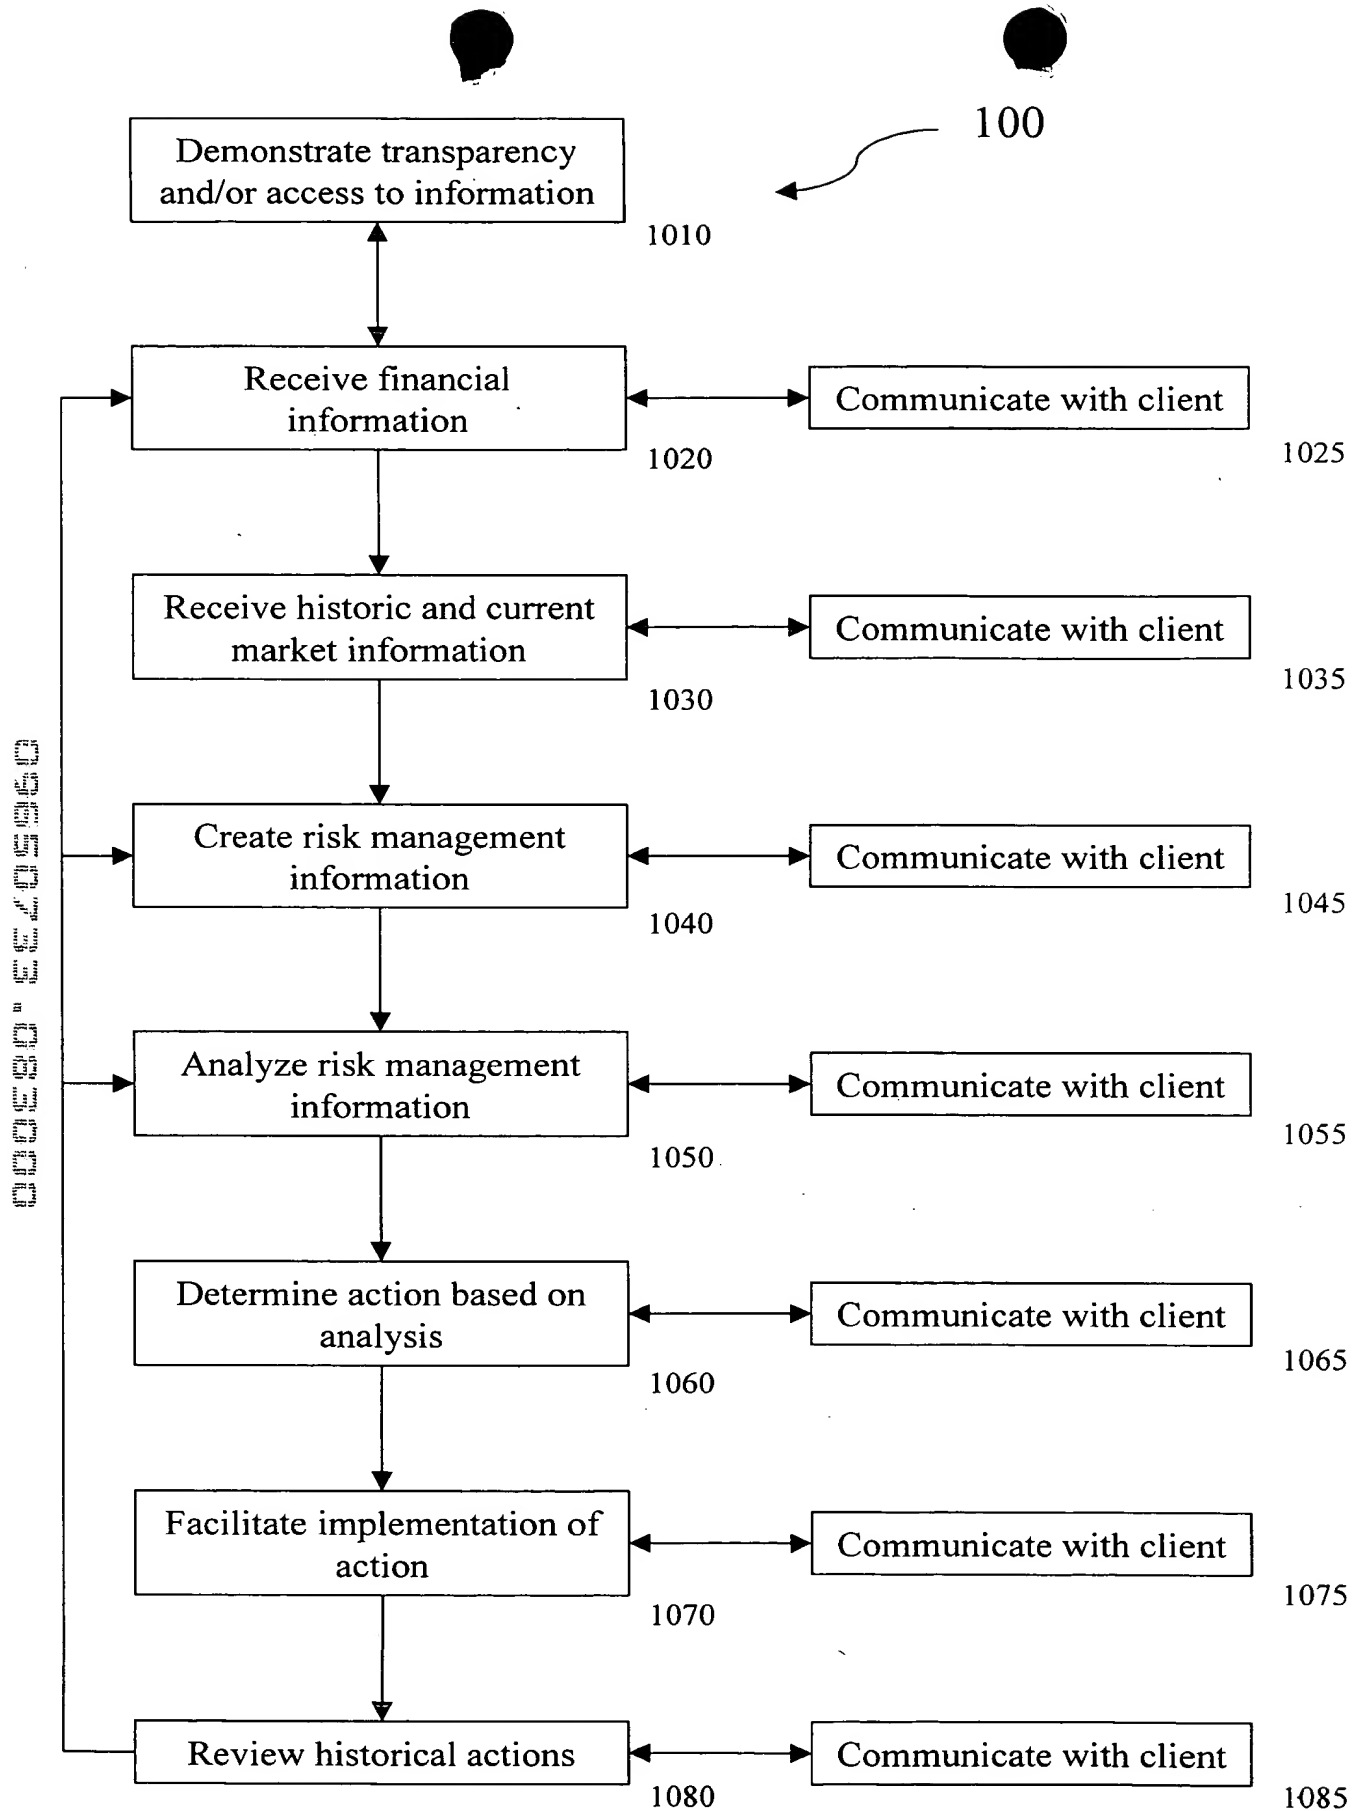 100
Demonstrate transparency
and/or access to information
1010
Receive financial
information
1020
Communicate with client
1025
Receive historic and current
market information
1030
Communicate with client
1035
Create risk management
information
1040
Communicate with client
1045
Analyze risk management
information
1050
Communicate with client
1055
Determine action based on
analysis
1060
Communicate with client
1065
Facilitate implementation of
action
1070
Communicate with client
1075
Review historical actions
1080
Communicate with client
1085